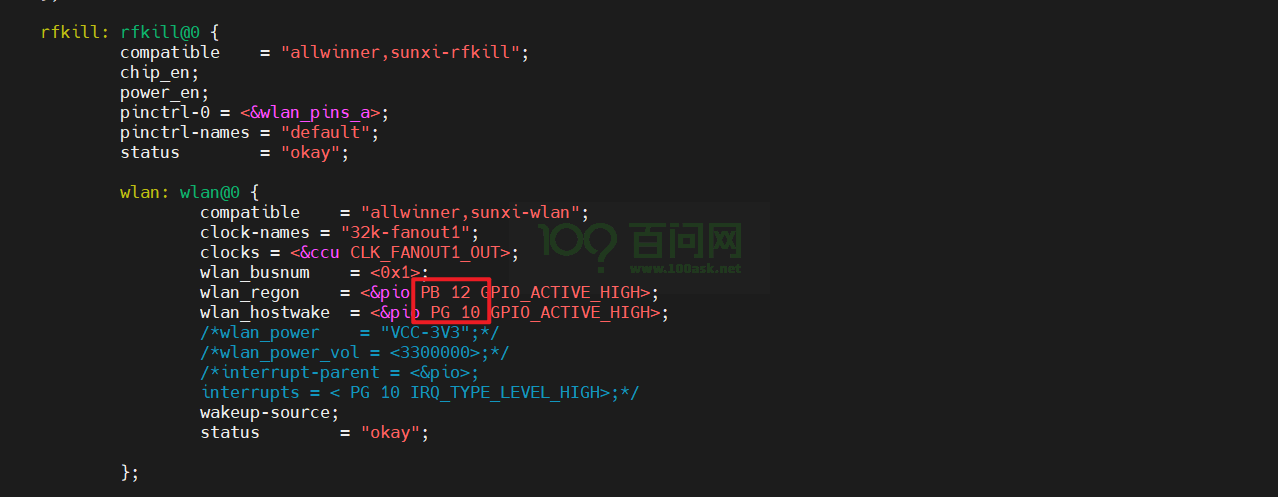 rfkill: rfkill@0 {
compatible    = "allwinner,sunxi-rfkill";
chip_en;
power_en;
pinctrl-0 = <&wlan_pins_a>;
pinctrl-names = "default";
status        = "okay";
wlan: wlan@0 {
compatible    = "allwinner,sunxi-wlan";
clock-names = "32k-fanout1";
clocks = <&ccu CLK_FANOUT1_OUT>;
wlan_busnum    = <0x1>;
wlan_regon    = <&pio PB 12 GPIO_ACTIVE_HIGH>;
wlan_hostwake  = <&pio PG 10 GPIO_ACTIVE_HIGH>;
/*wlan_power    = "VCC-3V3";*/
/*wlan_power_vol = <3300000>;*/
/*interrupt-parent = <&pio>;
interrupts = < PG 10 IRQ_TYPE_LEVEL_HIGH>;*/
wakeup-source;
status        = "okay";
};
百问网
www.100ask.net